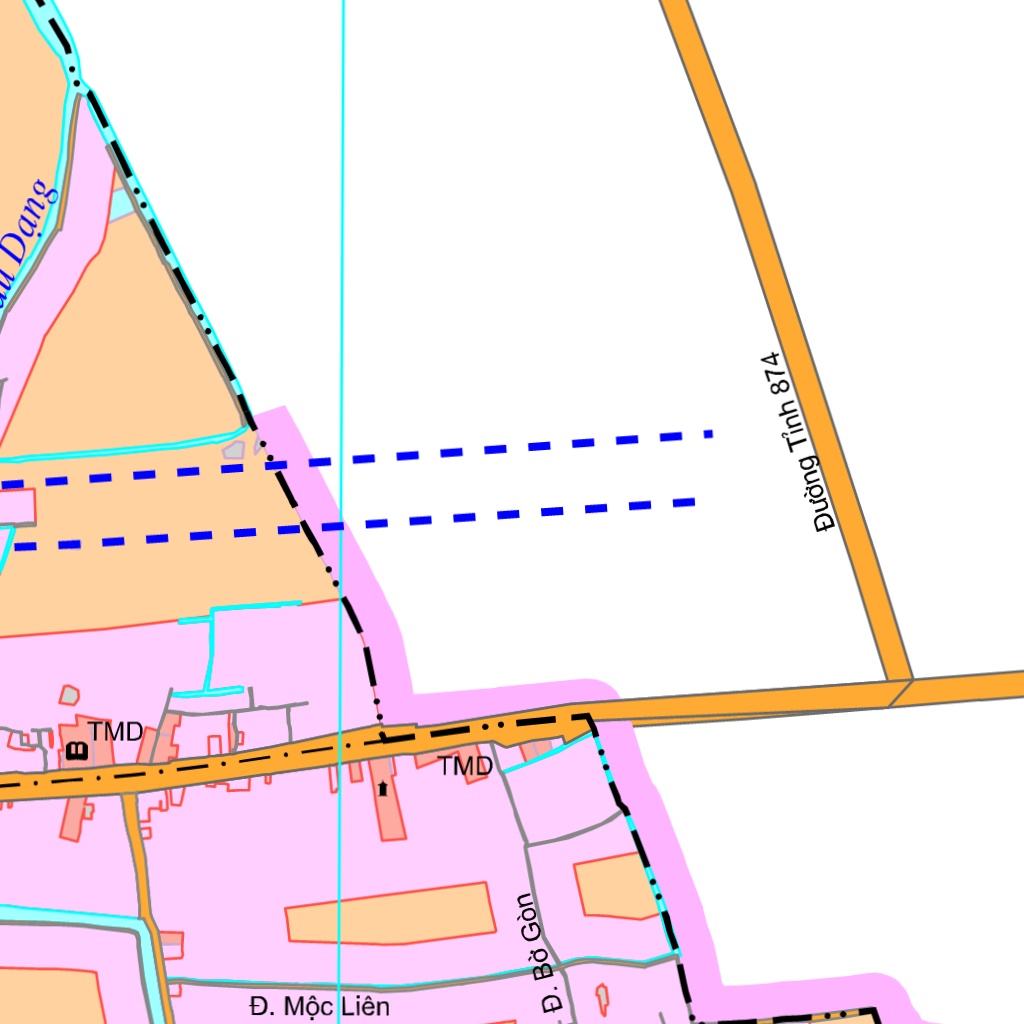 Dạng
Đường Tỉnh 874
TMD
TMD
Đ. Bờ Gòn
Đ. Mộc Liên